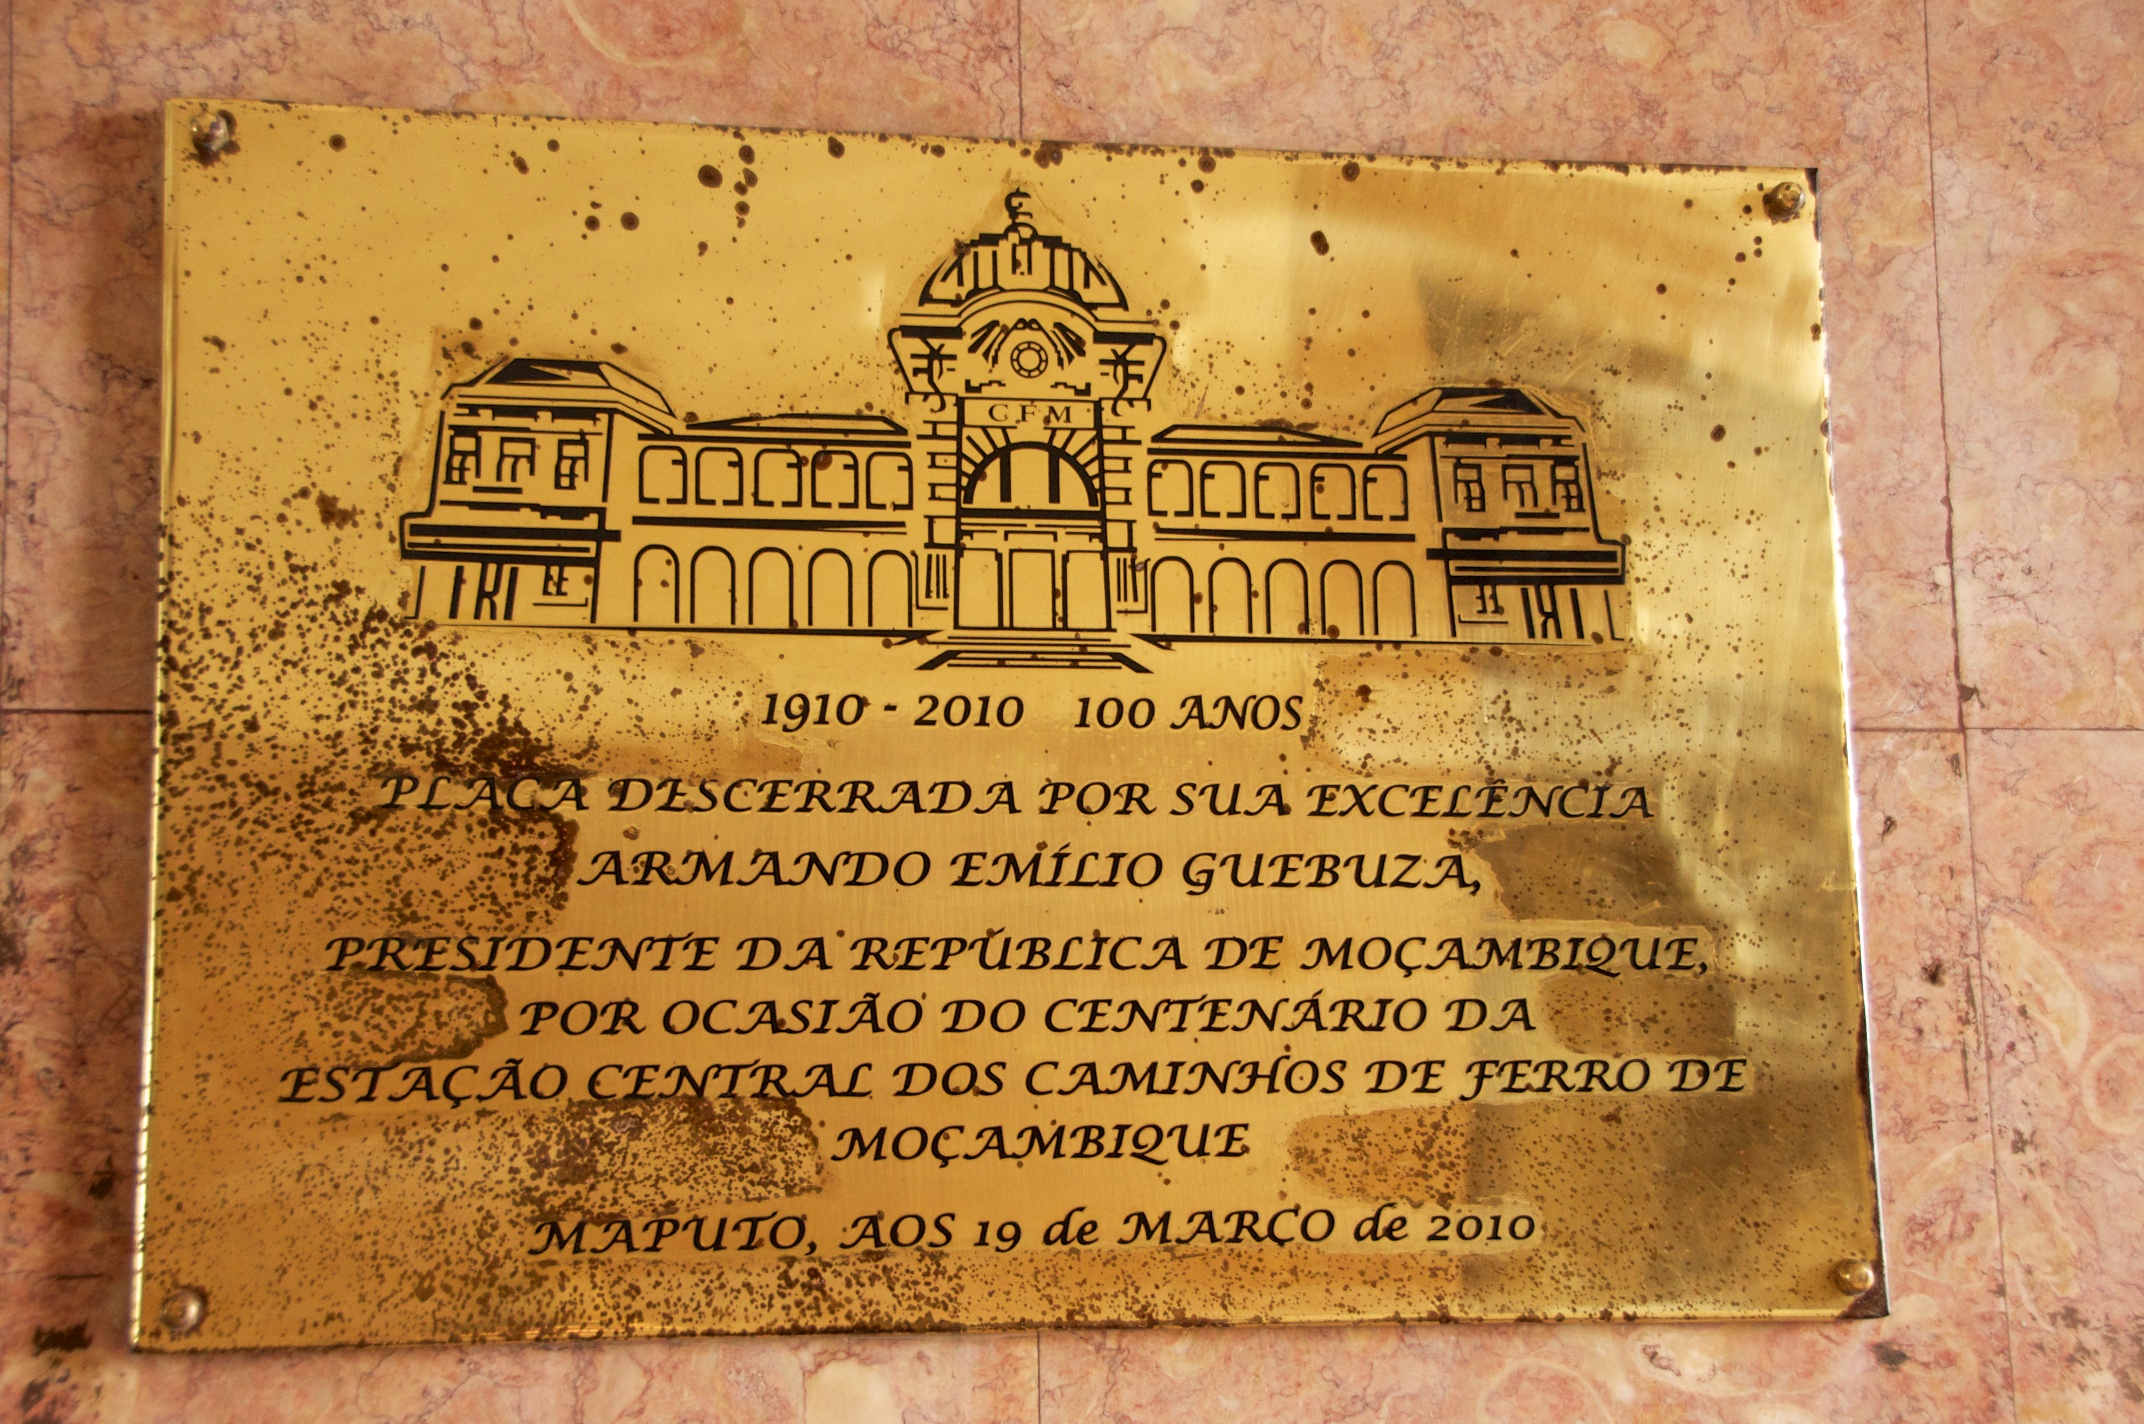 CFM
1910 - 2010 100 ANOS
PLACA DESCERRADA POR SUA EXCELÊNCIA
ARMANDO EMÍLIO GUEBUZA,
PRESIDENTE DA REPÚBLICA DE MOÇAMBIQUE,
POR OCASIÃO DO CENTENÁRIO DA
ESTAÇÃO CENTRAL DOS CAMINHOS DE FERRO DE
MOÇAMBIQUE
MAPUTO, AOS 19 de MARÇO de 2010